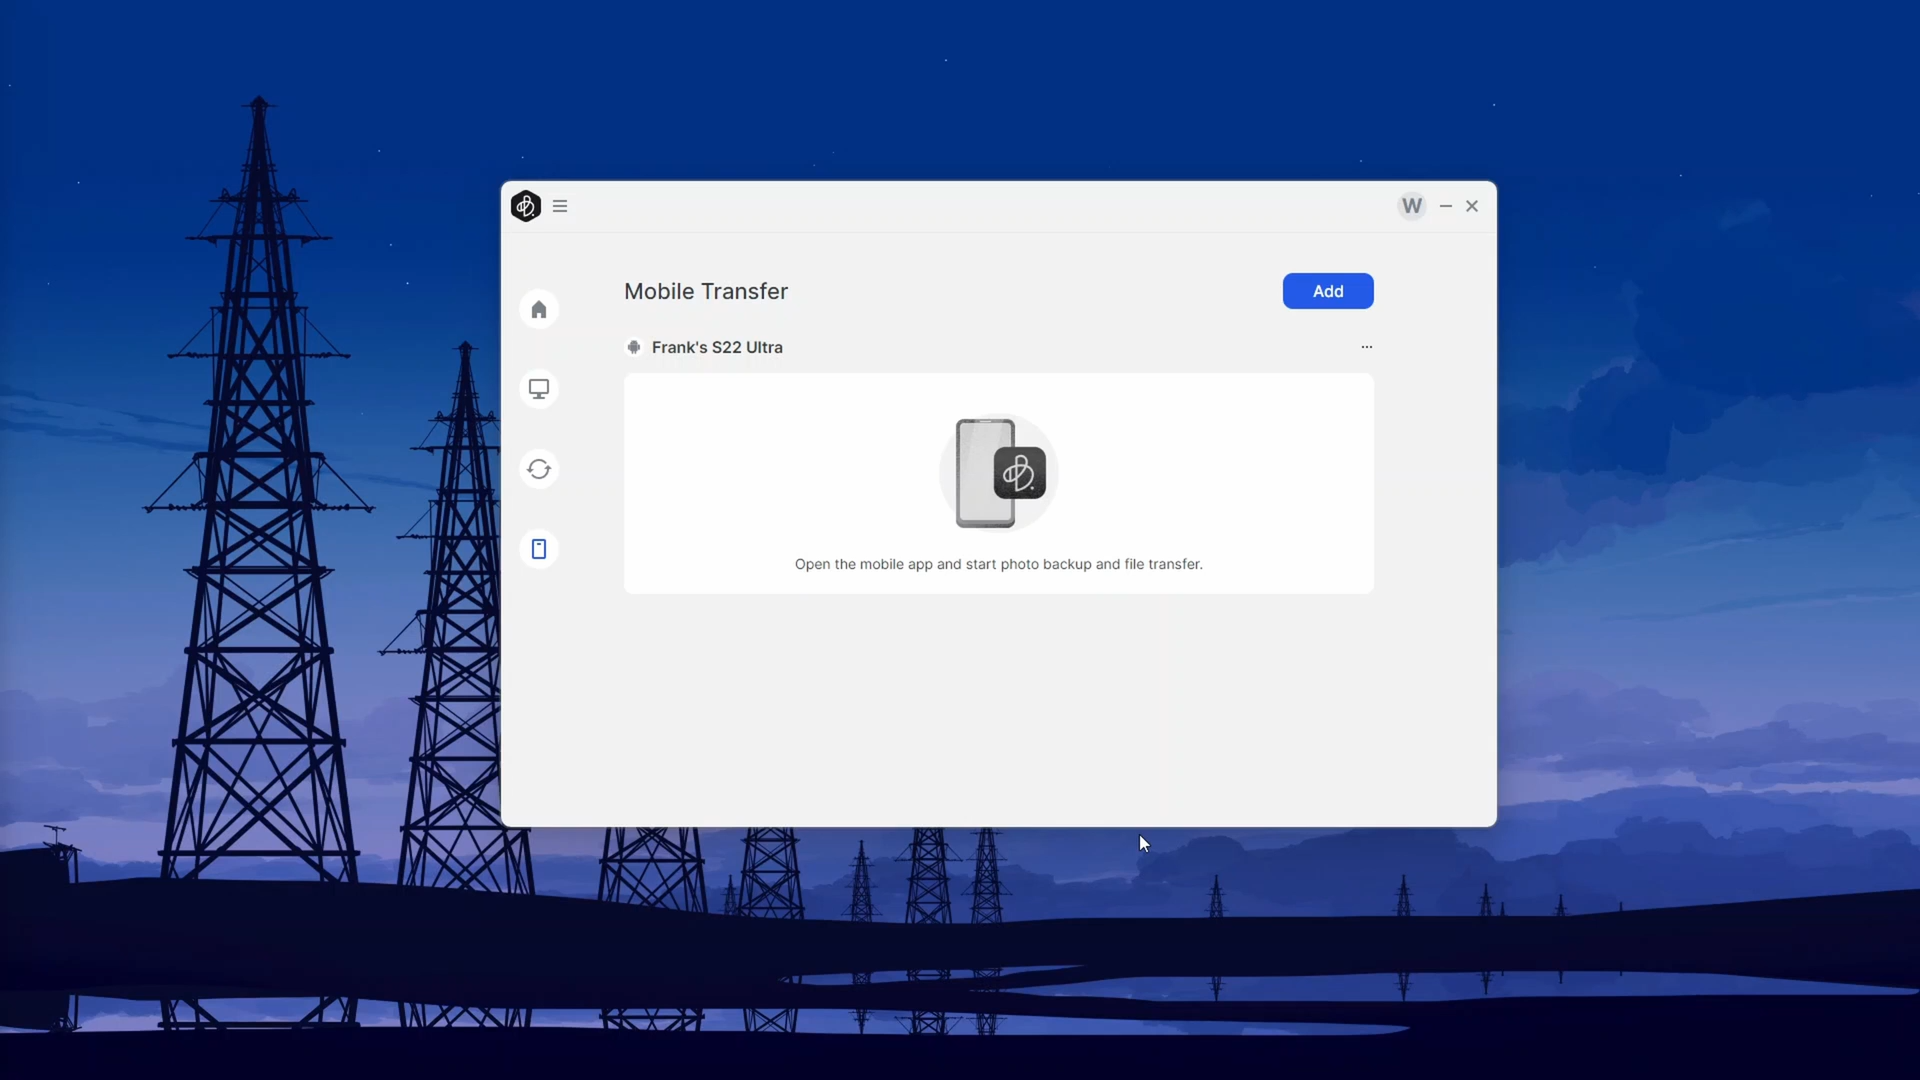 W
Mobile Transfer
Add
Frank's S22 Ultra
...
Open the mobile app and start photo backup and file transfer.